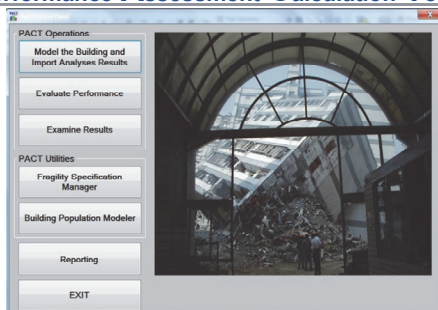 PACT Operations
Model the Building and
Import Analyses Results
Evaluate Performance
Examine Results
PACT Utilities
Fragility Specification
Manager
Building Population Modeler
Reporting
EXIT